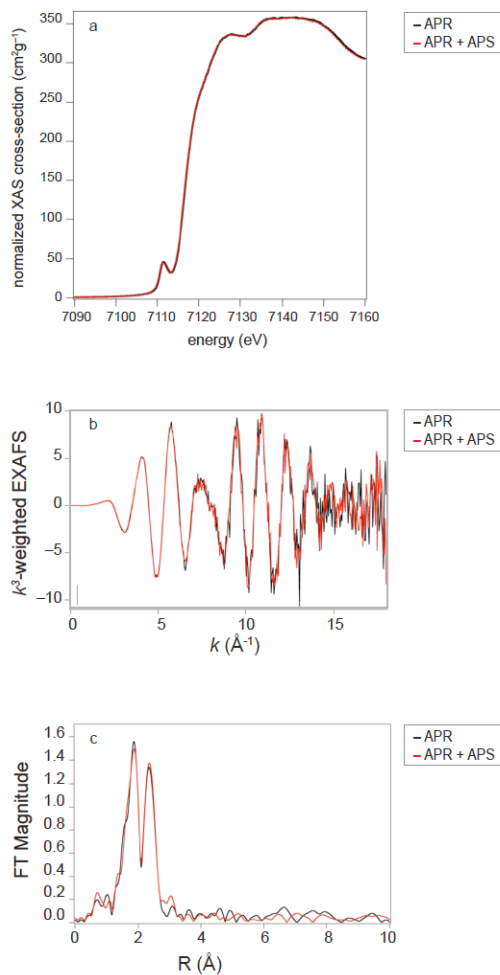 a
APR
APR + APS
normalized XAS cross-section (cm²g⁻¹)
350
300
250
200
150
100
50
0
7090 7100 7110 7120 7130 7140 7150 7160
energy (eV)
b
APR
APR + APS
k³-weighted EXAFS
10
5
0
−5
−10
0 5 10 15
k (Å⁻¹)
c
APR
APR + APS
FT Magnitude
1.6
1.4
1.2
1.0
0.8
0.6
0.4
0.2
0.0
0 2 4 6 8 10
R (Å)